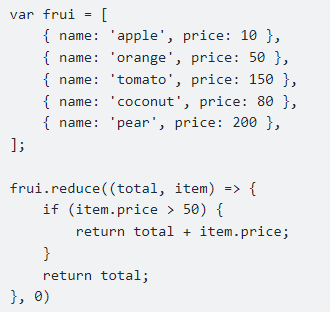 var frui = [
    { name: 'apple', price: 10 },
    { name: 'orange', price: 50 },
    { name: 'tomato', price: 150 },
    { name: 'coconut', price: 80 },
    { name: 'pear', price: 200 },
];

frui.reduce((total, item) => {
    if (item.price > 50) {
        return total + item.price;
    }
    return total;
}, 0)